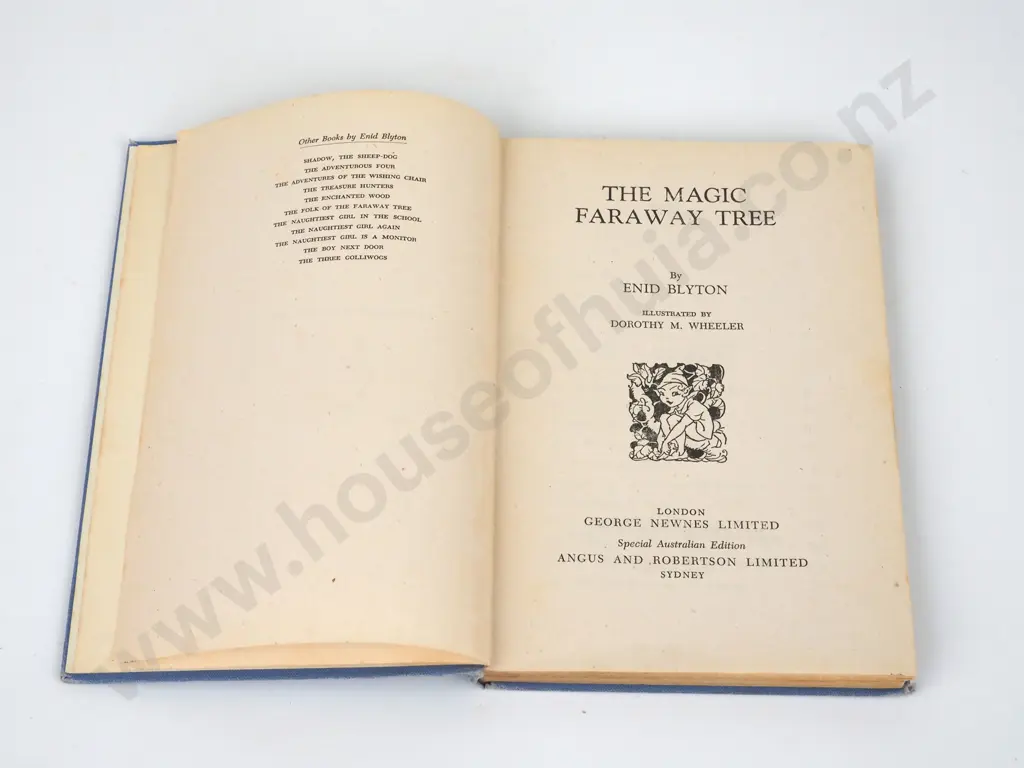 Other Books by Enid Blyton
SHADOW, THE SHEEP-DOG
THE ADVENTUROUS FOUR
THE ADVENTURES OF THE WISHING CHAIR
THE TREASURE HUNTERS
THE ENCHANTED WOOD
THE FOLK OF THE FARAWAY TREE
THE NAUGHTIEST GIRL IN THE SCHOOL
THE NAUGHTIEST GIRL AGAIN
THE NAUGHTIEST GIRL IS A MONITOR
THE BOY NEXT DOOR
THE THREE GOLLIWOGS
THE MAGIC
FARAWAY TREE
By
ENID BLYTON
ILLUSTRATED BY
DOROTHY M. WHEELER
LONDON
GEORGE NEWNES LIMITED
Special Australian Edition
ANGUS AND ROBERTSON LIMITED
SYDNEY
www.houseofhuia.co.nz